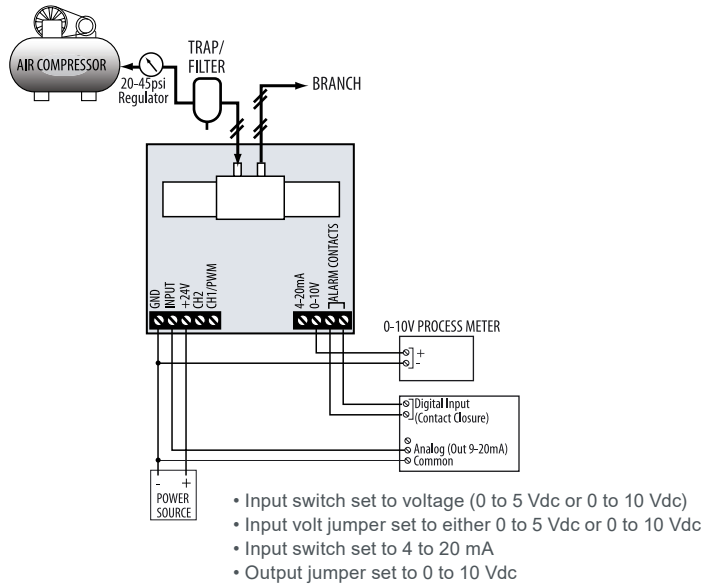 AIR COMPRESSOR
20-45psi
Regulator
TRAP/
FILTER
BRANCH
GND
INPUT
+24V
CH2
CH1/PWM
4-20mA
0-10V
ALARM CONTACTS
0-10V PROCESS METER
+
-
Digital Input
(Contact Closure)
Analog (Out 9-20mA)
Common
- +
POWER
SOURCE
• Input switch set to voltage (0 to 5 Vdc or 0 to 10 Vdc)
• Input volt jumper set to either 0 to 5 Vdc or 0 to 10 Vdc
• Input switch set to 4 to 20 mA
• Output jumper set to 0 to 10 Vdc